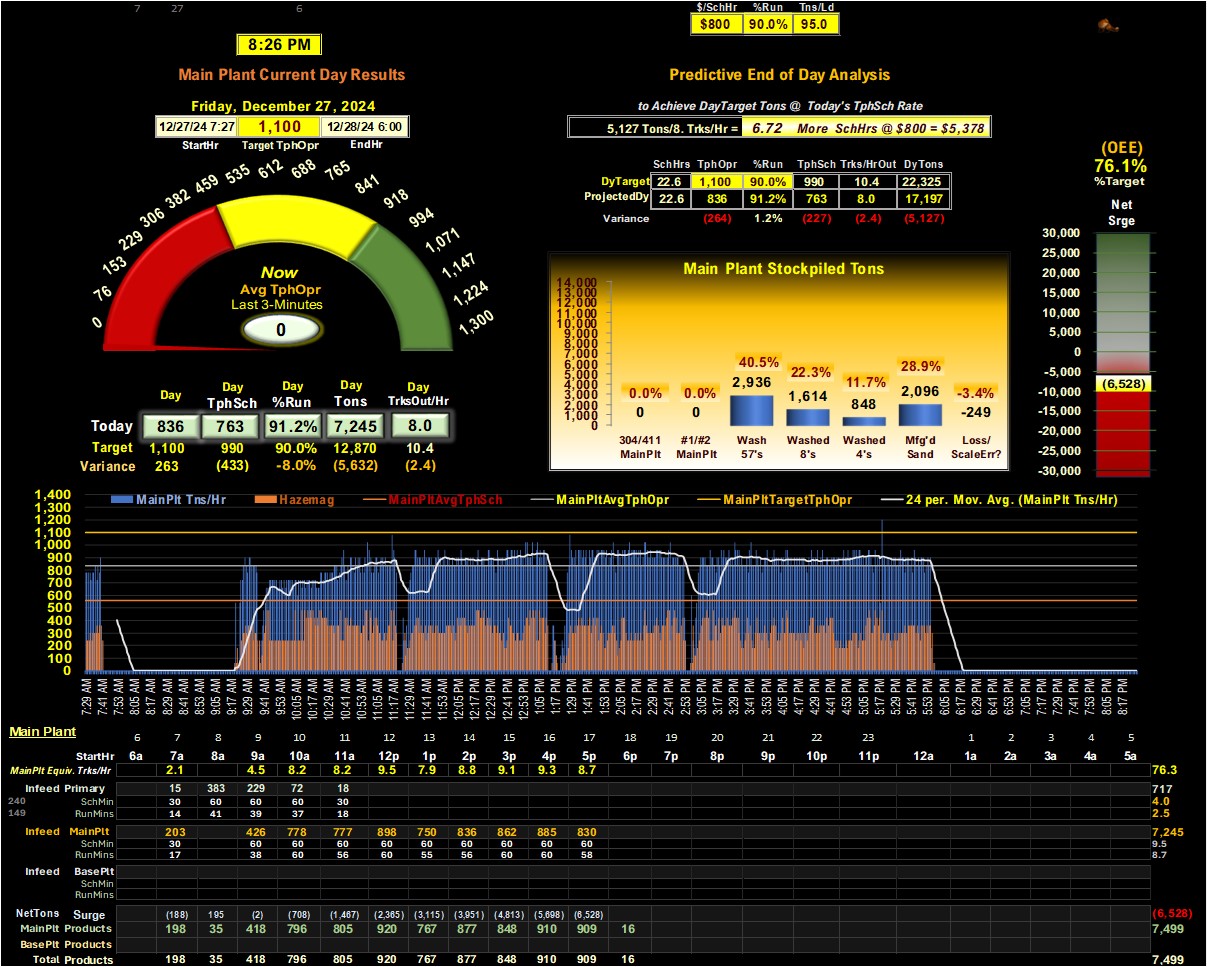 7 27 6
$/SchHr %Run Tns/Ld
$800 90.0% 95.0
8:26 PM
Main Plant Current Day Results
Predictive End of Day Analysis
Friday, December 27, 2024
to Achieve DayTarget Tons @ Today's TphSch Rate
12/27/24 7:27 1,100 12/28/24 6:00
StartHr Target TphOpr EndHr
5,127 Tons/8. Trks/Hr = 6.72 More SchHrs @ $800 = $5,378
(OEE)
76.1%
%Target
SchHrs TphOpr %Run TphSch Trks/HrOut DyTons
DyTarget 22.6 1,100 90.0% 990 10.4 22,325
ProjectedDy 22.6 836 91.2% 763 8.0 17,197
Variance (264) 1.2% (227) (2.4) (5,127)
0 76 153 229 306 382 459 535 612 688 765 841 918 994 1,071 1,147 1,224 1,300
Now
Avg TphOpr
Last 3-Minutes
0
Net
Srge
30,000
25,000
20,000
15,000
10,000
5,000
0
-5,000
(6,528)
-10,000
-15,000
-20,000
-25,000
-30,000
Main Plant Stockpiled Tons
14,000
13,000
12,000
11,000
10,000
9,000
8,000
7,000
6,000
5,000
4,000
3,000
2,000
1,000
0
0.0% 0.0% 40.5% 22.3% 11.7% 28.9% -3.4%
0 0 2,936 1,614 848 2,096 -249
304/411 #1/#2 Wash Washed Washed Mfg'd Loss/
MainPlt MainPlt 57's 8's 4's Sand ScaleErr?
Day Day Day Day Day
TphSch %Run Tons TrksOut/Hr
Today 836 763 91.2% 7,245 8.0
Target 1,100 990 90.0% 12,870 10.4
Variance 263 (433) -8.0% (5,632) (2.4)
MainPlt Tns/Hr Hazemag MainPltAvgTphSch MainPltAvgTphOpr MainPltTargetTphOpr 24 per. Mov. Avg. (MainPlt Tns/Hr)
1,400
1,300
1,200
1,100
1,000
900
800
700
600
500
400
300
200
100
0
7:29 AM 7:41 AM 7:53 AM 8:05 AM 8:17 AM 8:29 AM 8:41 AM 8:53 AM 9:05 AM 9:17 AM 9:29 AM 9:41 AM 9:53 AM 10:05 AM 10:17 AM 10:29 AM 10:41 AM 10:53 AM 11:05 AM 11:17 AM 11:29 AM 11:41 AM 11:53 AM 12:05 PM 12:17 PM 12:29 PM 12:41 PM 12:53 PM 1:05 PM 1:17 PM 1:29 PM 1:41 PM 1:53 PM 2:05 PM 2:17 PM 2:29 PM 2:41 PM 2:53 PM 3:05 PM 3:17 PM 3:29 PM 3:41 PM 3:53 PM 4:05 PM 4:17 PM 4:29 PM 4:41 PM 4:53 PM 5:05 PM 5:17 PM 5:29 PM 5:41 PM 5:53 PM 6:05 PM 6:17 PM 6:29 PM 6:41 PM 6:53 PM 7:05 PM 7:17 PM 7:29 PM 7:41 PM 7:53 PM 8:05 PM 8:17 PM
Main Plant
6 7 8 9 10 11 12 13 14 15 16 17 18 19 20 21 22 23 1 2 3 4 5
StartHr 6a 7a 8a 9a 10a 11a 12p 1p 2p 3p 4p 5p 6p 7p 8p 9p 10p 11p 12a 1a 2a 3a 4a 5a
MainPlt Equiv. Trks/Hr 2.1 4.5 8.2 8.2 9.5 7.9 8.8 9.1 9.3 8.7 76.3
Infeed Primary 15 383 229 72 18 717
240 SchMin 30 60 60 60 30 4.0
149 RunMins 14 41 39 37 18 2.5
Infeed MainPlt 203 426 778 777 898 750 836 862 885 830 7,245
SchMin 30 60 60 60 60 60 60 60 60 60 9.5
RunMins 17 38 60 56 60 55 56 60 60 58 8.7
Infeed BasePlt
SchMin
RunMins
NetTons Surge (188) 195 (2) (708) (1,467) (2,365) (3,115) (3,951) (4,813) (5,698) (6,528) (6,528)
MainPlt Products 198 35 418 796 805 920 767 877 848 910 909 16 7,499
BasePlt Products
Total Products 198 35 418 796 805 920 767 877 848 910 909 16 7,499